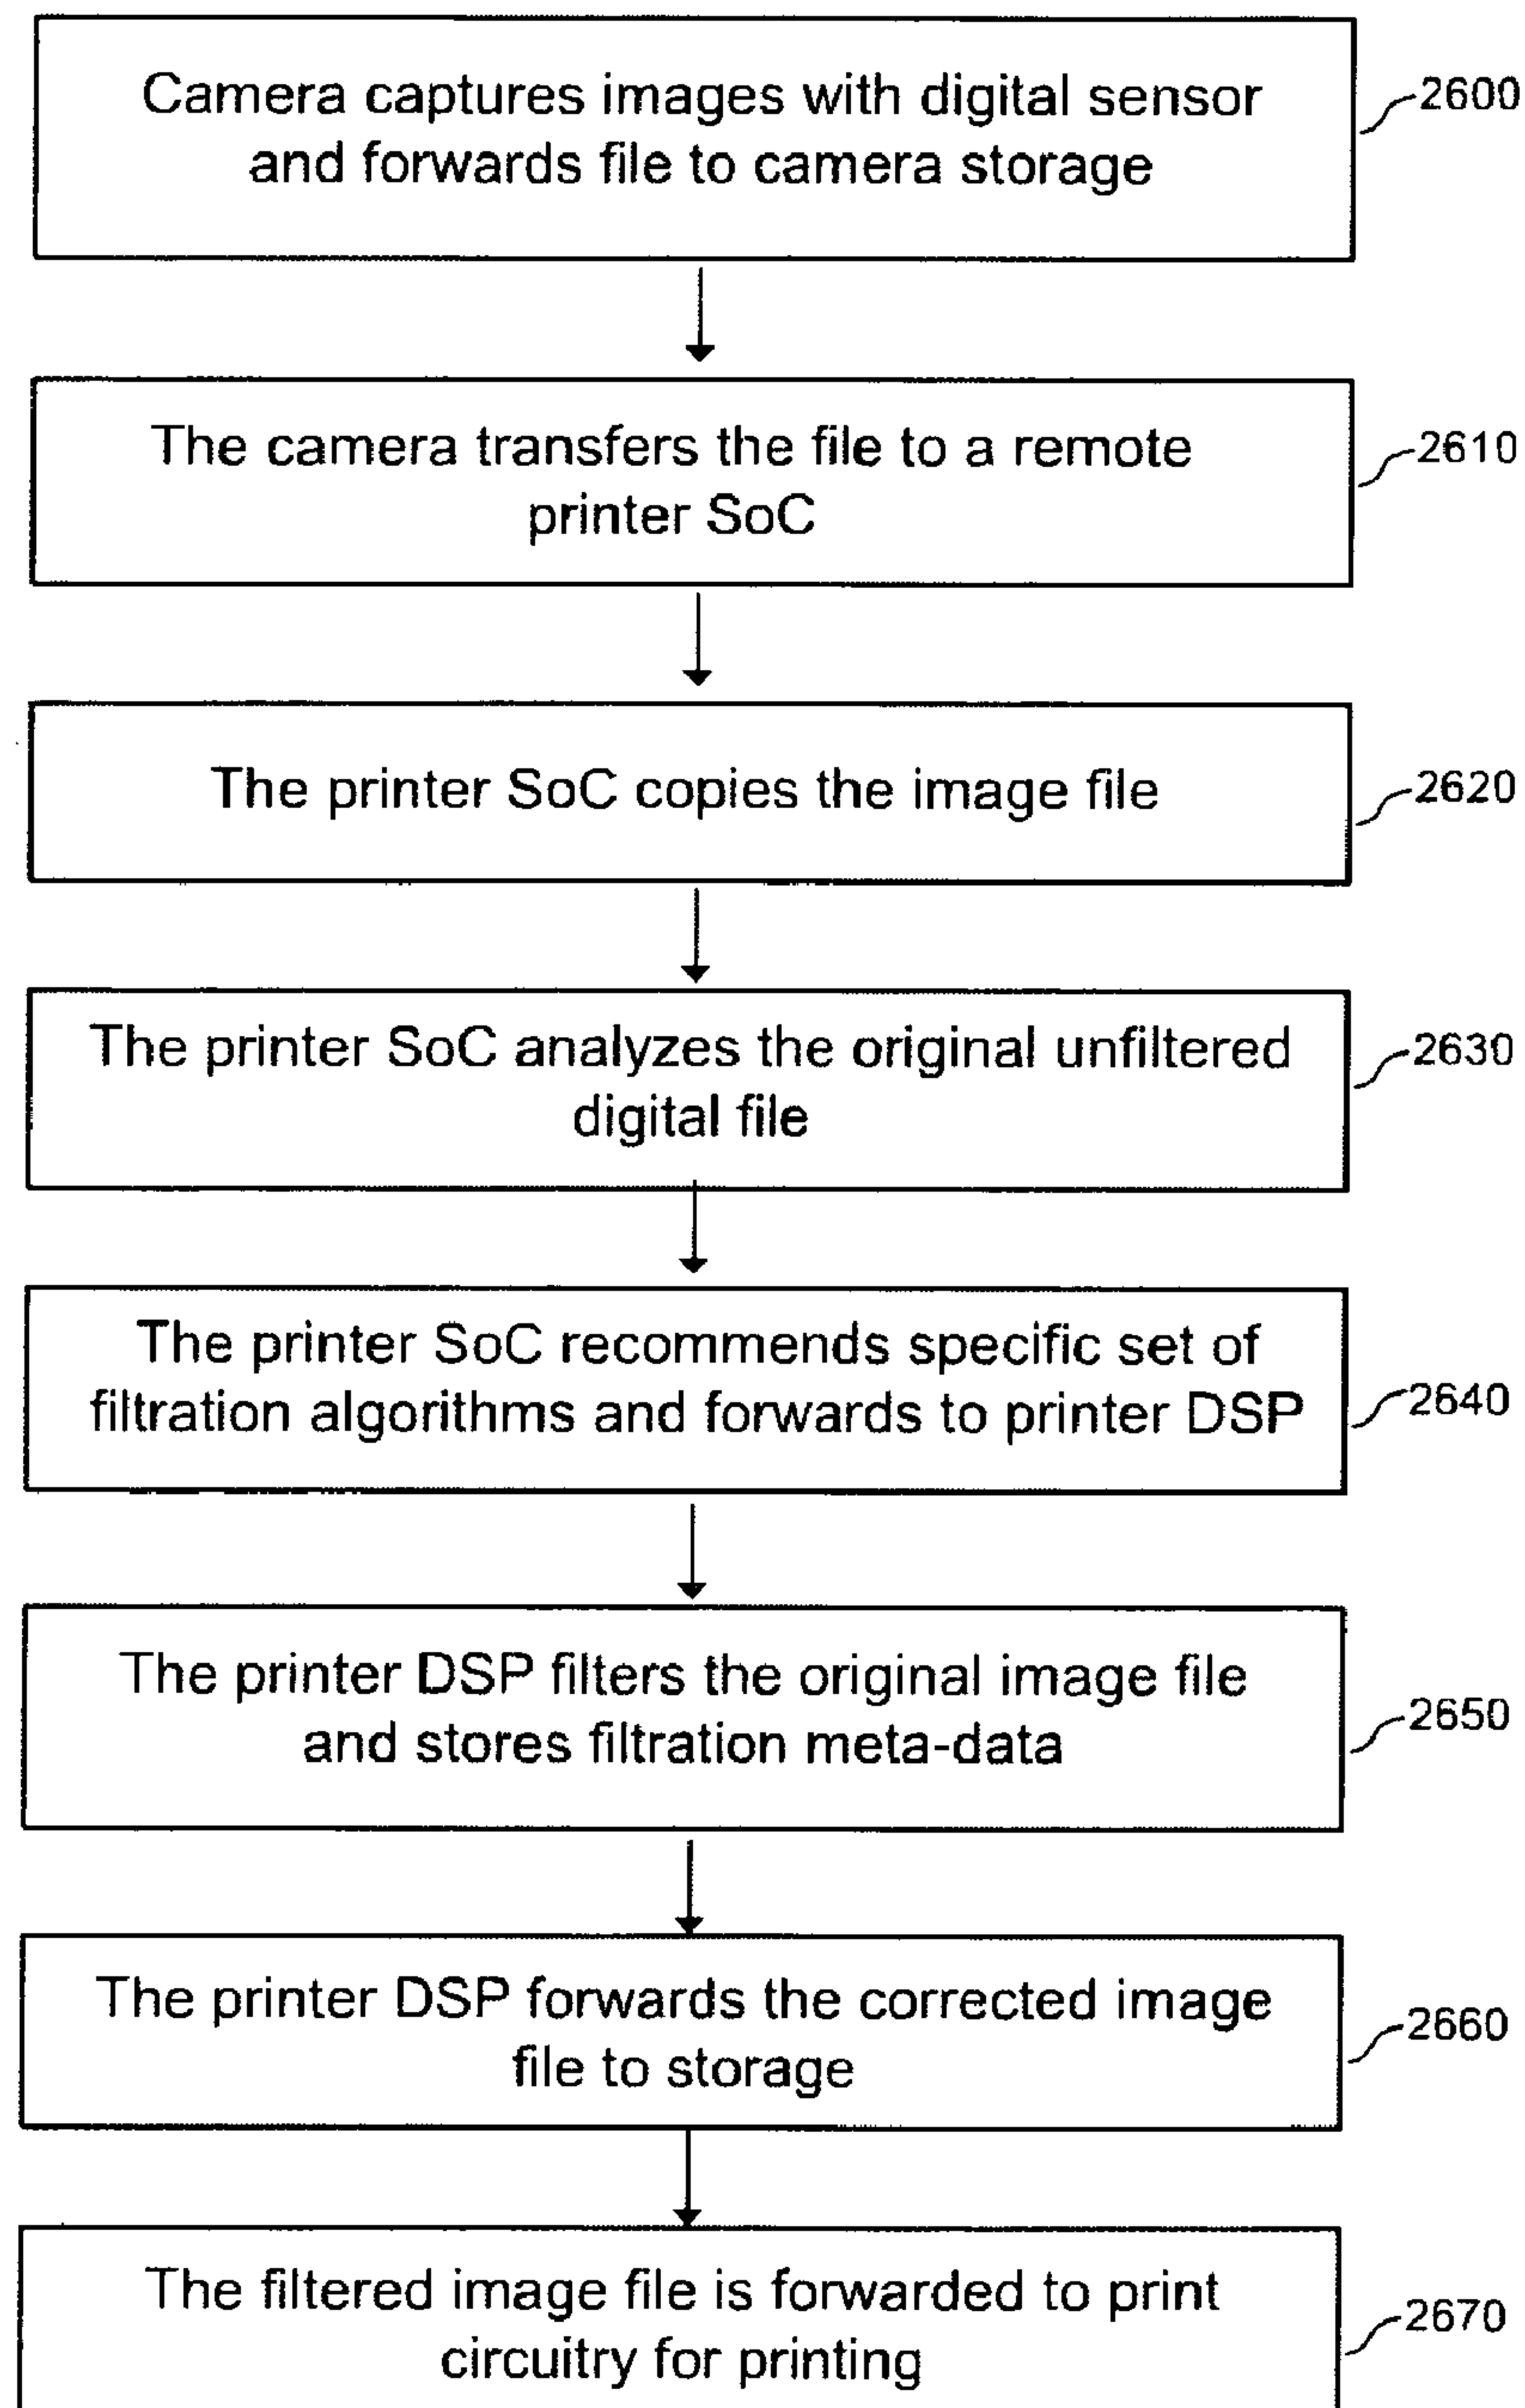 Camera captures images with digital sensor
and forwards file to camera storage
2600
The camera transfers the file to a remote
printer SoC
2610
The printer SoC copies the image file
2620
The printer SoC analyzes the original unfiltered
digital file
2630
The printer SoC recommends specific set of
filtration algorithms and forwards to printer DSP
2640
The printer DSP filters the original image file
and stores filtration meta-data
2650
The printer DSP forwards the corrected image
file to storage
2660
The filtered image file is forwarded to print
circuitry for printing
2670